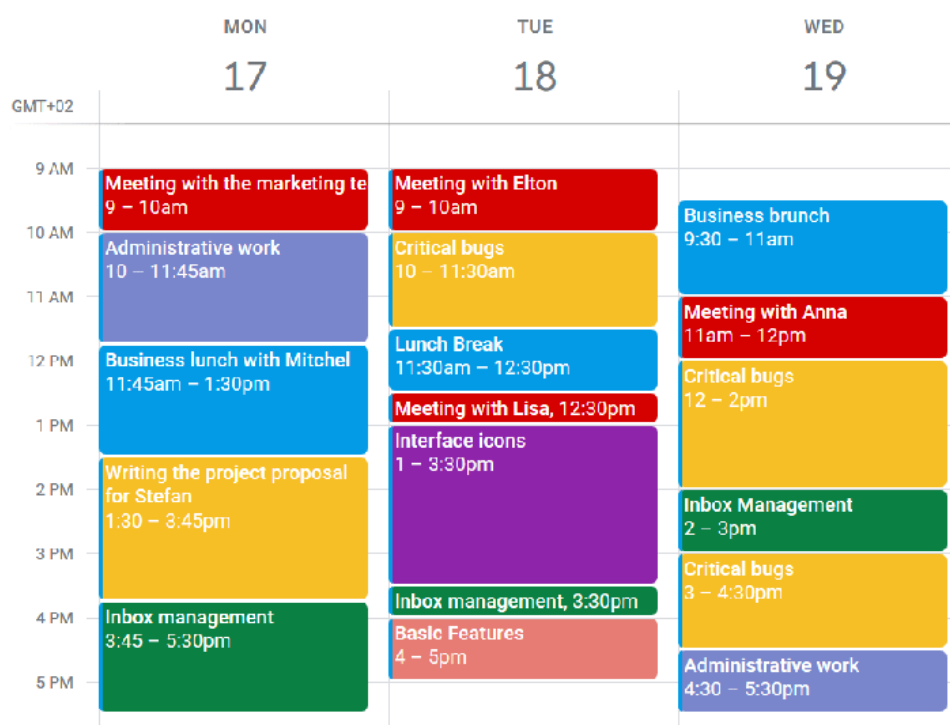 MON
TUE
WED
17
18
19
GMT+02
9 AM
10 AM
11 AM
12 PM
1 PM
2 PM
3 PM
4 PM
5 PM
Meeting with the marketing te
9 – 10am
Administrative work
10 – 11:45am
Business lunch with Mitchel
11:45am – 1:30pm
Writing the project proposal
for Stefan
1:30 – 3:45pm
Inbox management
3:45 – 5:30pm
Meeting with Elton
9 – 10am
Critical bugs
10 – 11:30am
Lunch Break
11:30am – 12:30pm
Meeting with Lisa, 12:30pm
Interface icons
1 – 3:30pm
Inbox management, 3:30pm
Basic Features
4 – 5pm
Business brunch
9:30 – 11am
Meeting with Anna
11am – 12pm
Critical bugs
12 – 2pm
Inbox Management
2 – 3pm
Critical bugs
3 – 4:30pm
Administrative work
4:30 – 5:30pm